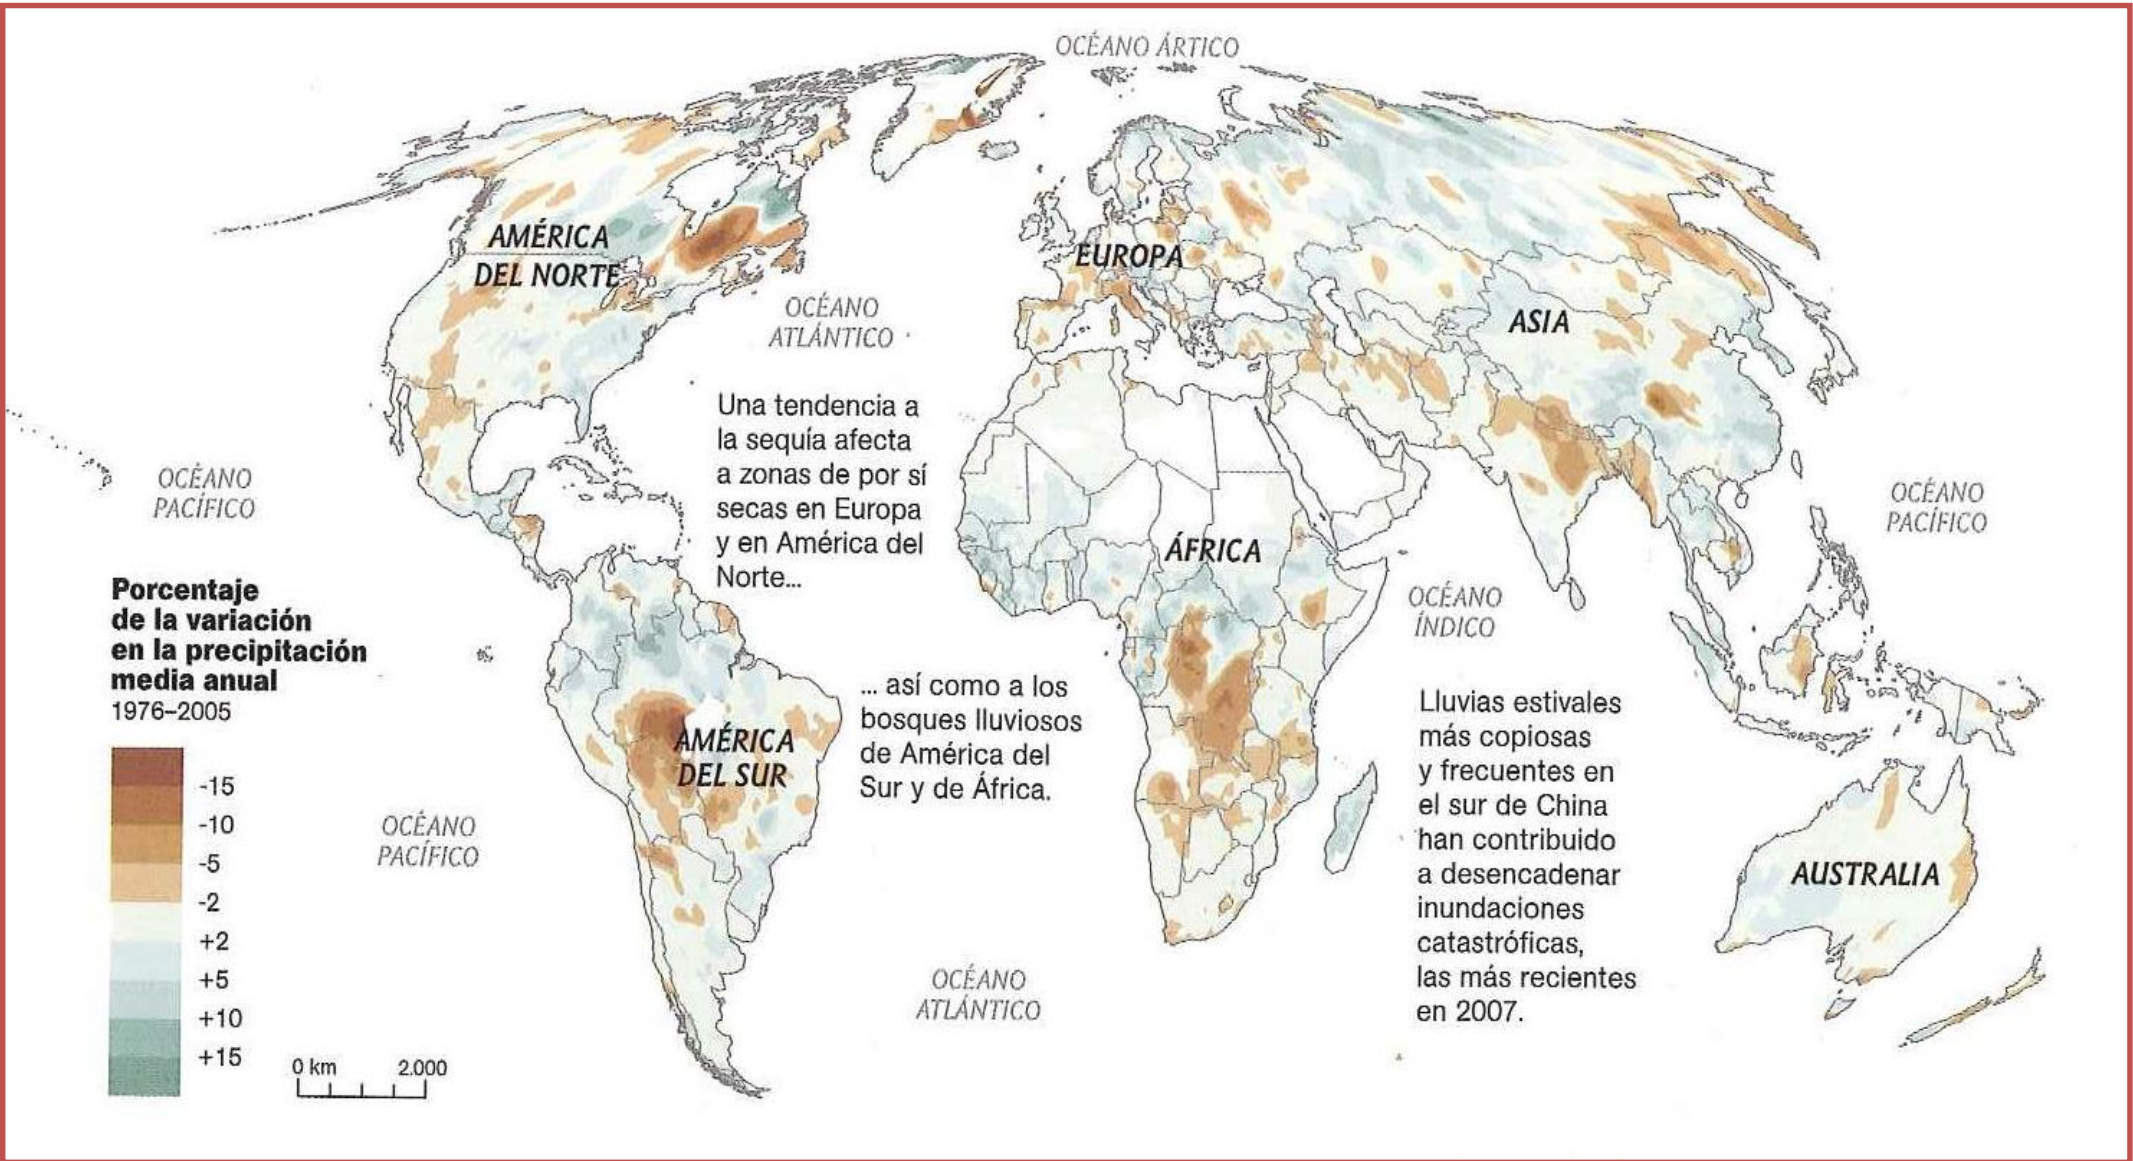 OCÉANO ÁRTICO
AMÉRICA
DEL NORTE
EUROPA
ASIA
OCÉANO
ATLÁNTICO
Una tendencia a
la sequía afecta
a zonas de por sí
secas en Europa
y en América del
Norte...
OCÉANO
PACÍFICO
OCÉANO
PACÍFICO
ÁFRICA
OCÉANO
ÍNDICO
Porcentaje
de la variación
en la precipitación
media anual
1976–2005
-15
-10
-5
-2
+2
+5
+10
+15
0 km 2.000
AMÉRICA
DEL SUR
... así como a los
bosques lluviosos
de América del
Sur y de África.
OCÉANO
PACÍFICO
OCÉANO
ATLÁNTICO
Lluvias estivales
más copiosas
y frecuentes en
el sur de China
han contribuido
a desencadenar
inundaciones
catastróficas,
las más recientes
en 2007.
AUSTRALIA